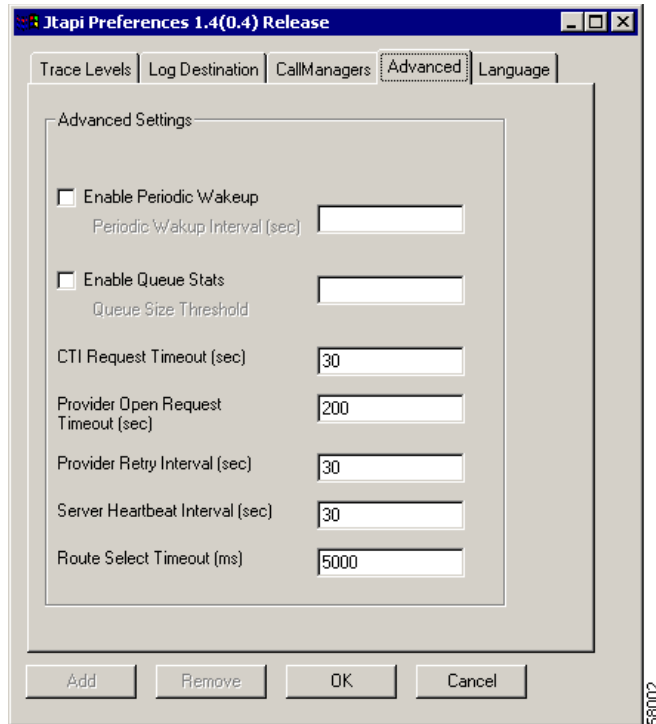 Jtapi Preferences 1.4(0.4) Release
Trace Levels Log Destination CallManagers Advanced Language
Advanced Settings
Enable Periodic Wakeup
Periodic Wakup Interval (sec)
Enable Queue Stats
Queue Size Threshold
CTI Request Timeout (sec) 30
Provider Open Request
Timeout (sec) 200
Provider Retry Interval (sec) 30
Server Heartbeat Interval (sec) 30
Route Select Timeout (ms) 5000
Add Remove OK Cancel
58002